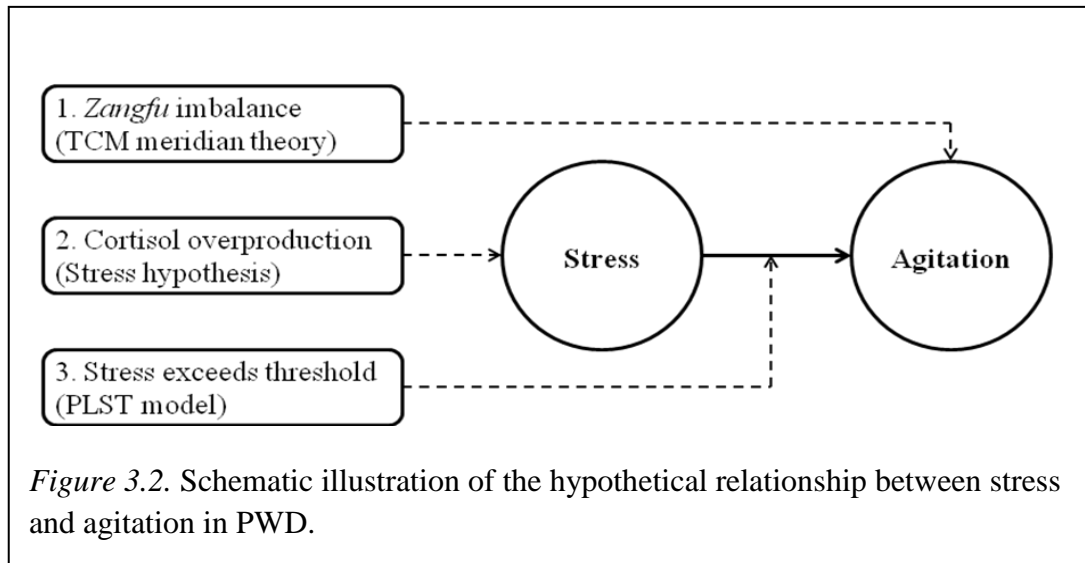 1. Zangfu imbalance
(TCM meridian theory)
2. Cortisol overproduction
(Stress hypothesis)
Stress
Agitation
3. Stress exceeds threshold
(PLST model)
Figure 3.2. Schematic illustration of the hypothetical relationship between stress
and agitation in PWD.